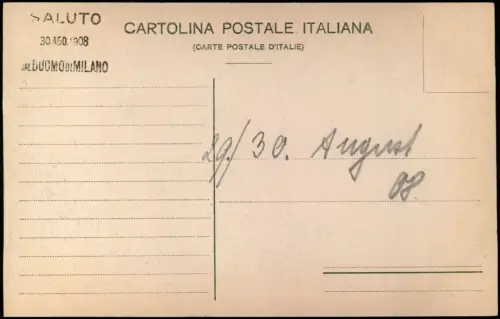 SALUTO
30 AGO. 1908
DAL DUOMO DI MILANO
CARTOLINA POSTALE ITALIANA
(CARTE POSTALE D'ITALIE)
29./30. August
08.